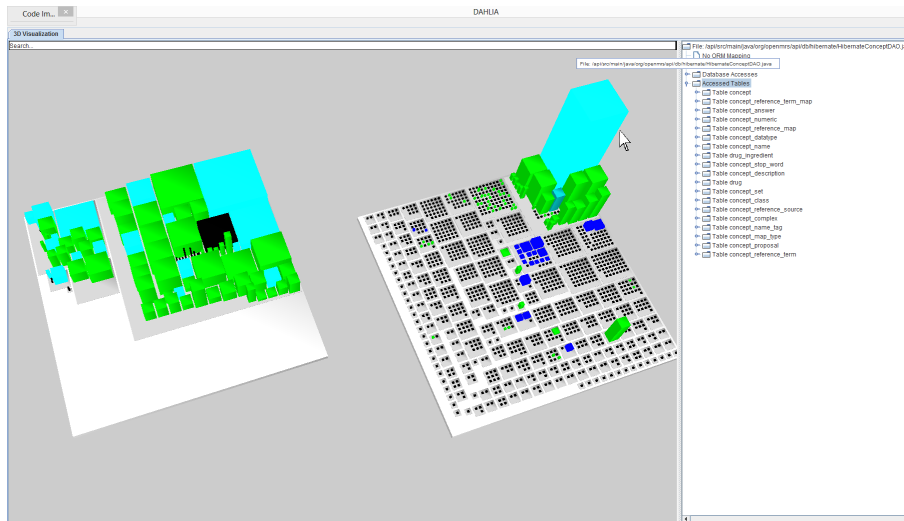 Code Im...
DAHLIA
3D Visualization
Search...
File: /api/src/main/java/org/openmrs/api/db/hibernate/HibernateConceptDAO.j
No ORM Mapping
File: /api/src/main/java/org/openmrs/api/db/hibernate/HibernateConceptDAO.java
Database Accesses
Accessed Tables
Table concept
Table concept_reference_term_map
Table concept_answer
Table concept_numeric
Table concept_reference_map
Table concept_datatype
Table concept_name
Table drug_ingredient
Table concept_stop_word
Table concept_description
Table drug
Table concept_set
Table concept_class
Table concept_reference_source
Table concept_complex
Table concept_name_tag
Table concept_map_type
Table concept_proposal
Table concept_reference_term